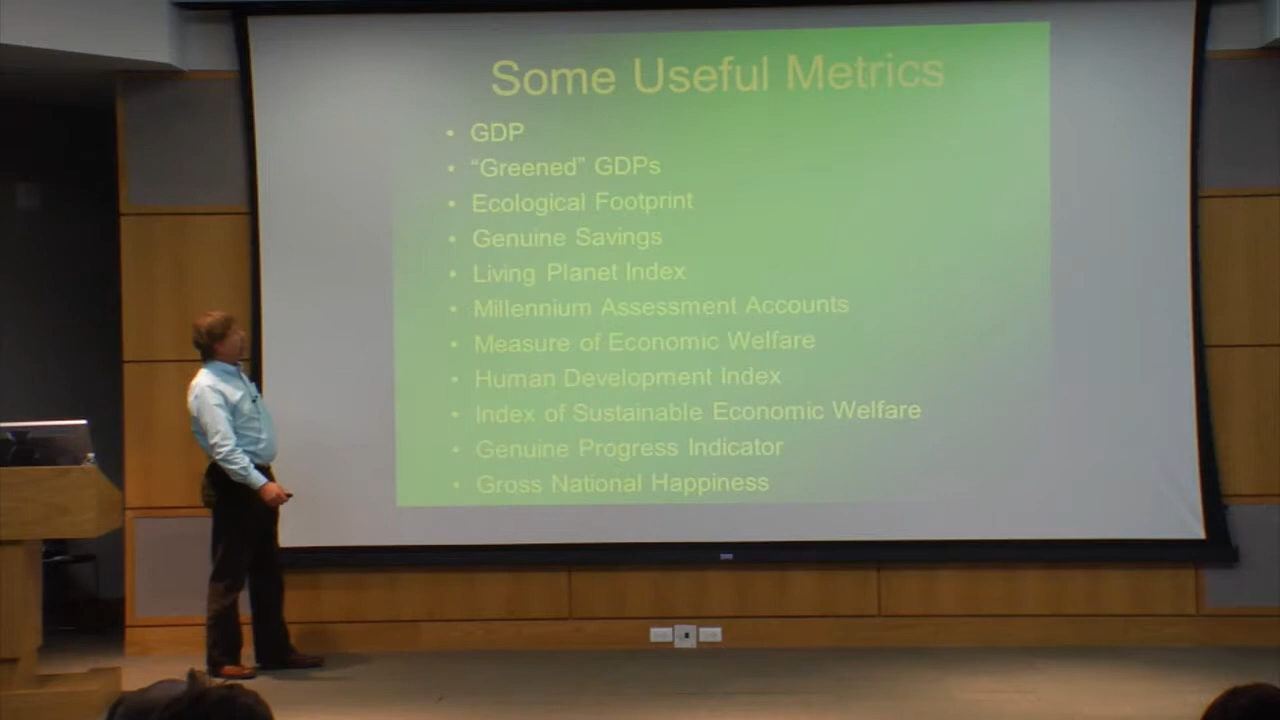 Some Useful Metrics
• GDP
• “Greened” GDPs
• Ecological Footprint
• Genuine Savings
• Living Planet Index
• Millennium Assessment Accounts
• Measure of Economic Welfare
• Human Development Index
• Index of Sustainable Economic Welfare
• Genuine Progress Indicator
• Gross National Happiness